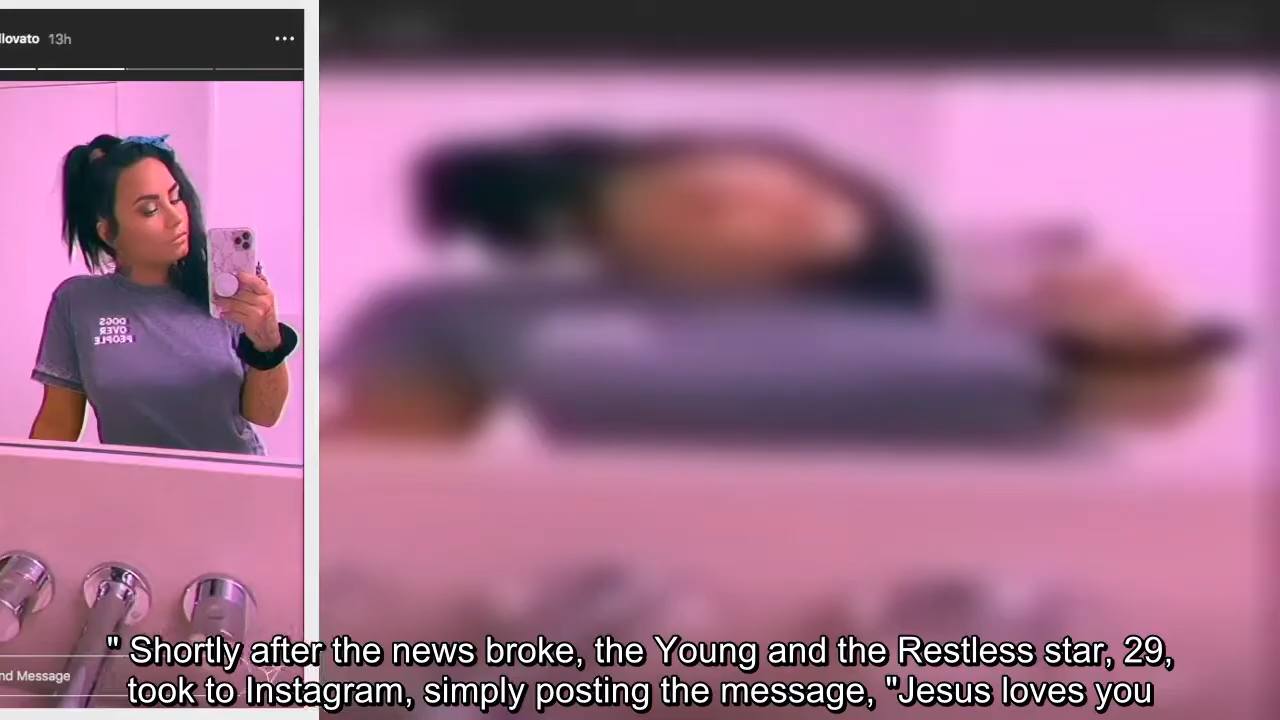 llovato 13h
DOGS
OVER
PEOPLE
nd Message
" Shortly after the news broke, the Young and the Restless star, 29,
took to Instagram, simply posting the message, "Jesus loves you